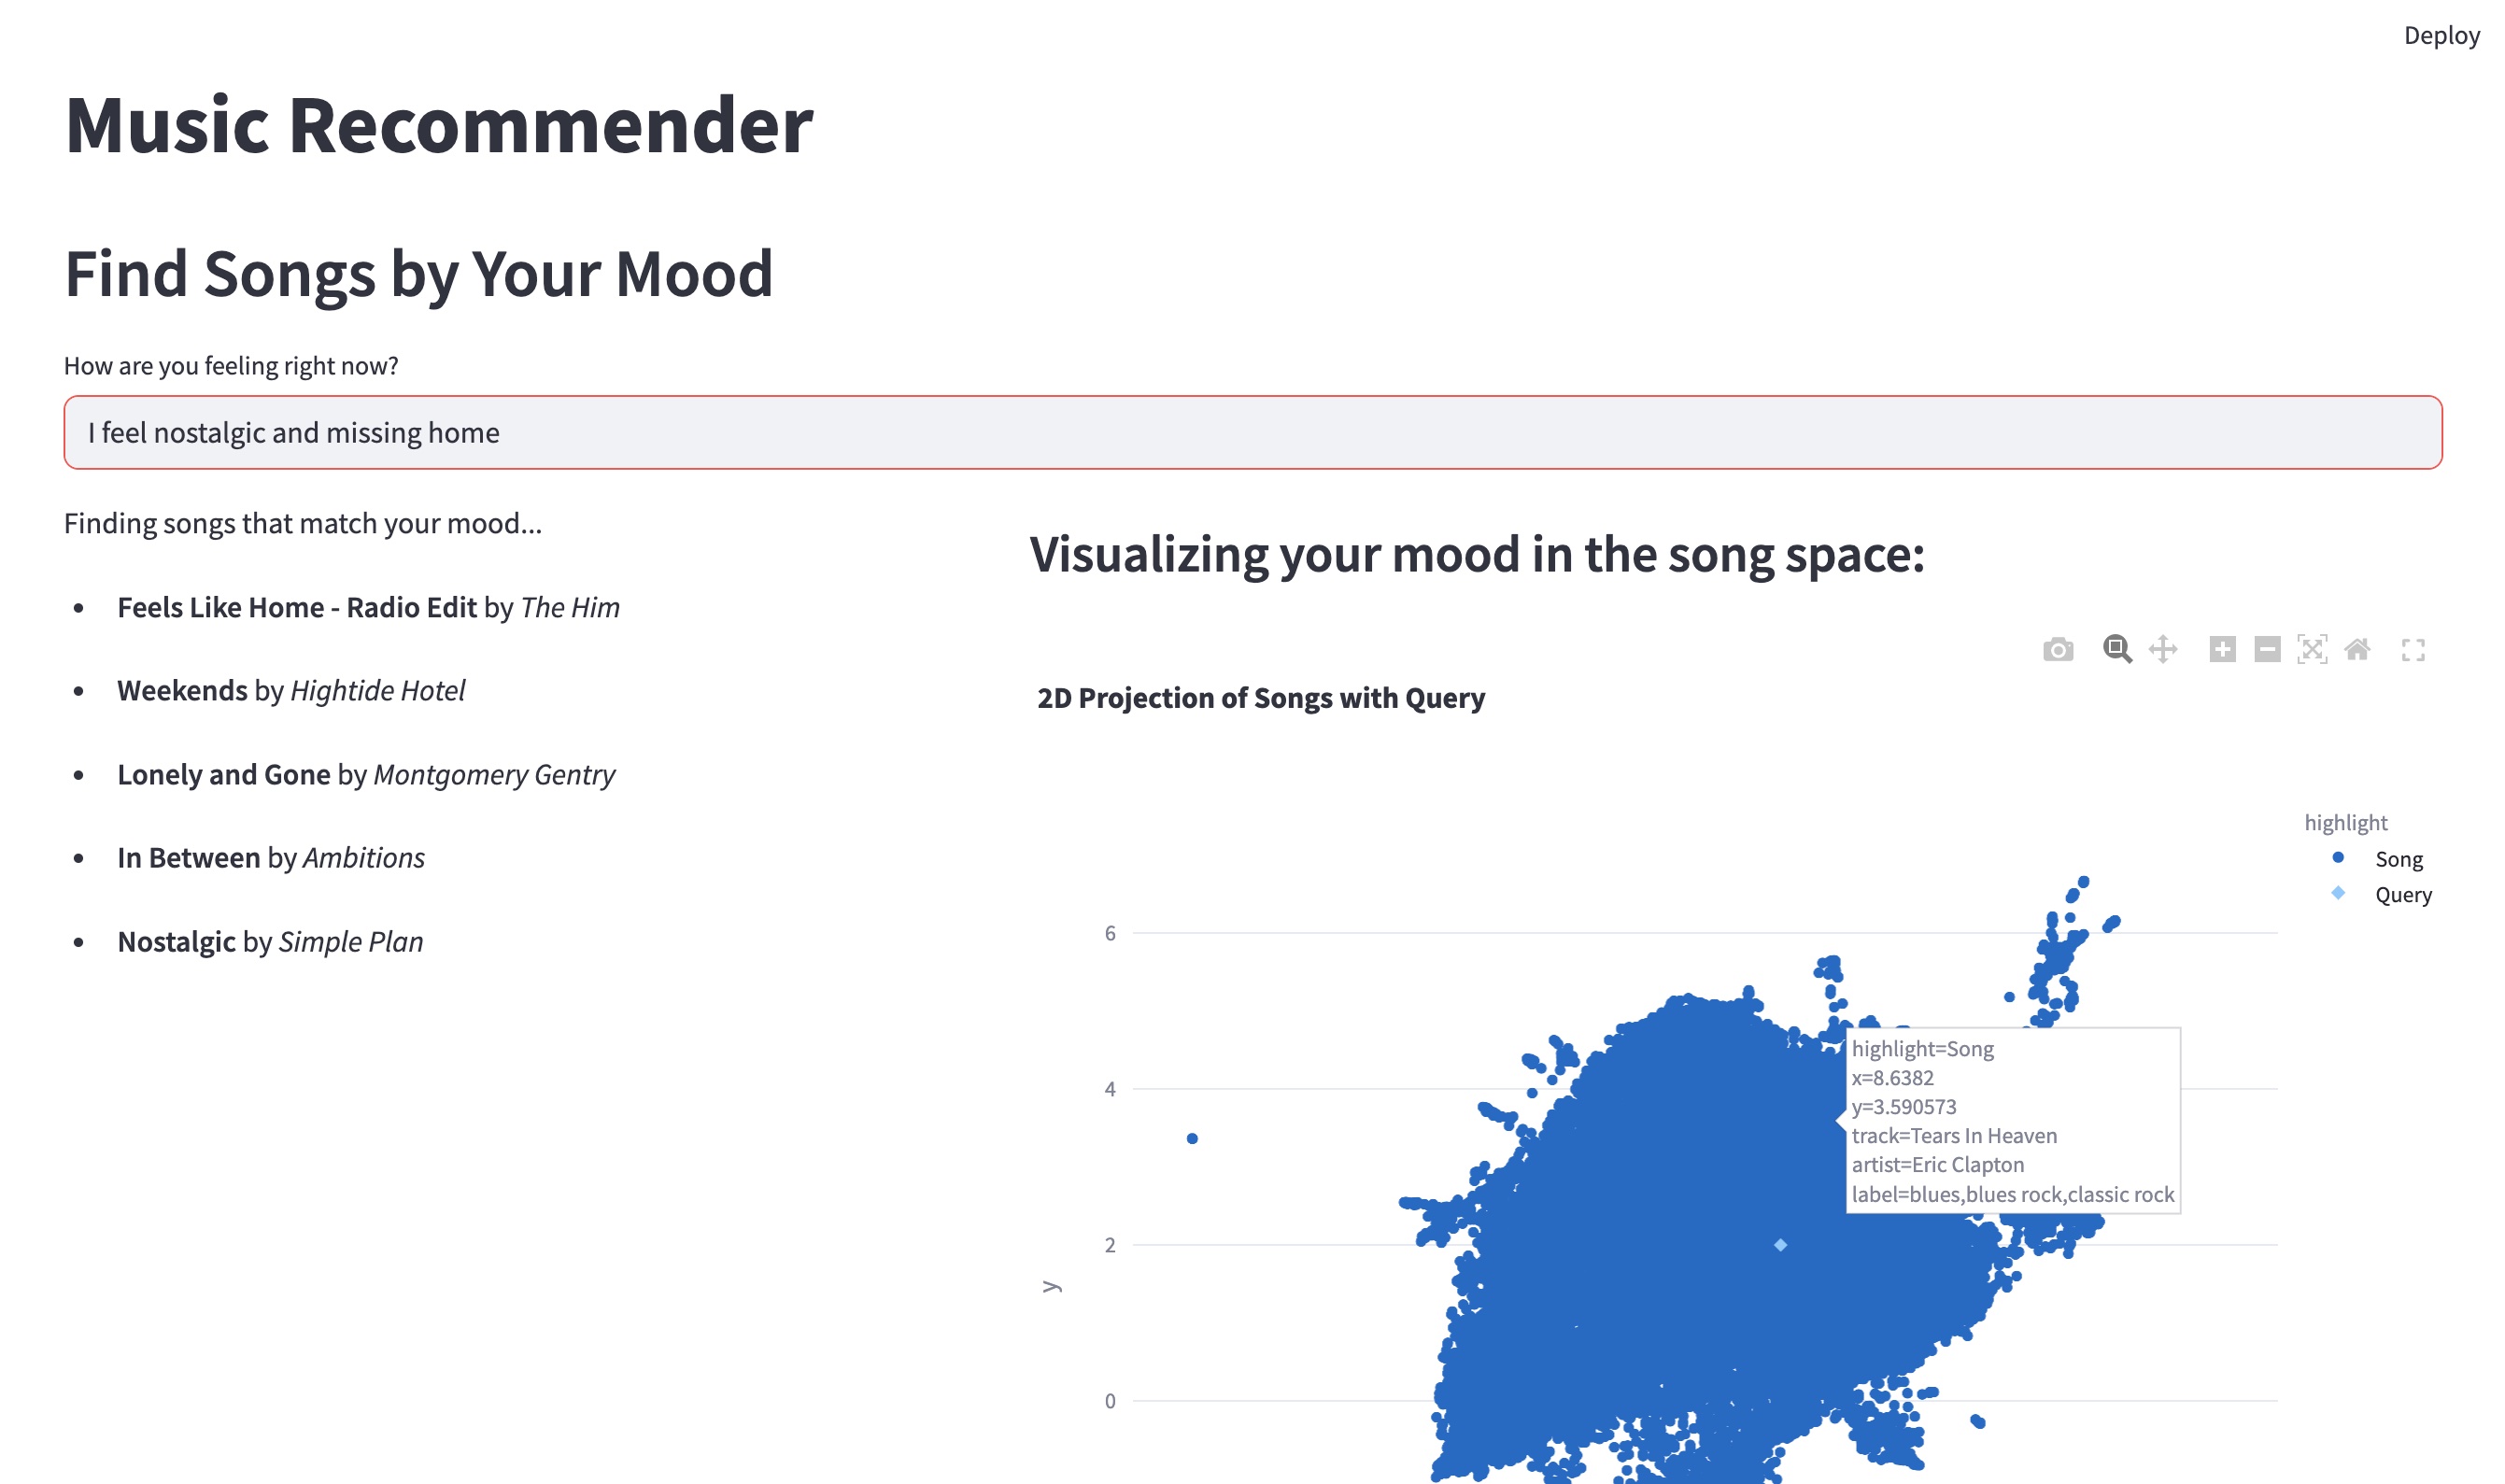 Deploy
Music Recommender
Find Songs by Your Mood
How are you feeling right now?
I feel nostalgic and missing home
Finding songs that match your mood...
Feels Like Home - Radio Edit by The Him
Weekends by Hightide Hotel
Lonely and Gone by Montgomery Gentry
In Between by Ambitions
Nostalgic by Simple Plan
Visualizing your mood in the song space:
2D Projection of Songs with Query
highlight
Song
Query
6
4
2
0
y
highlight=Song
x=8.6382
y=3.590573
track=Tears In Heaven
artist=Eric Clapton
label=blues,blues rock,classic rock